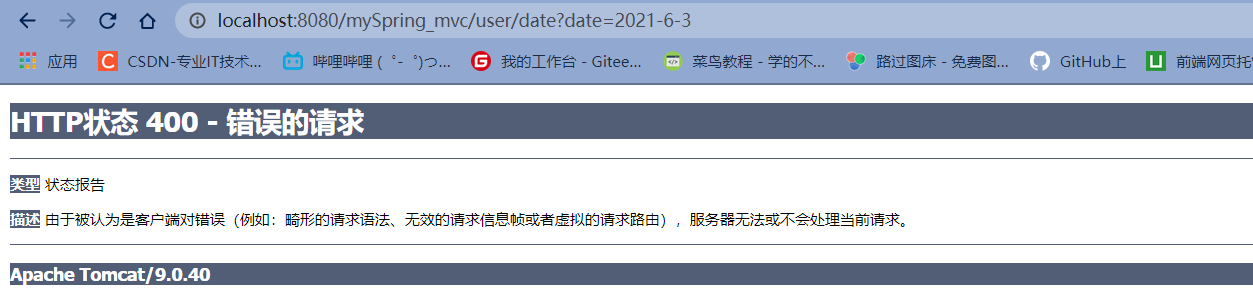 localhost:8080/mySpring_mvc/user/date?date=2021-6-3
应用 CSDN-专业IT技术... 哔哩哔哩 ( ゜- ゜)つ... 我的工作台 - Gitee... 菜鸟教程 - 学的不... 路过图床 - 免费图... GitHub上 前端网页托
HTTP状态 400 - 错误的请求
类型 状态报告
描述 由于被认为是客户端对错误（例如：畸形的请求语法、无效的请求信息帧或者虚拟的请求路由），服务器无法或不会处理当前请求。
Apache Tomcat/9.0.40